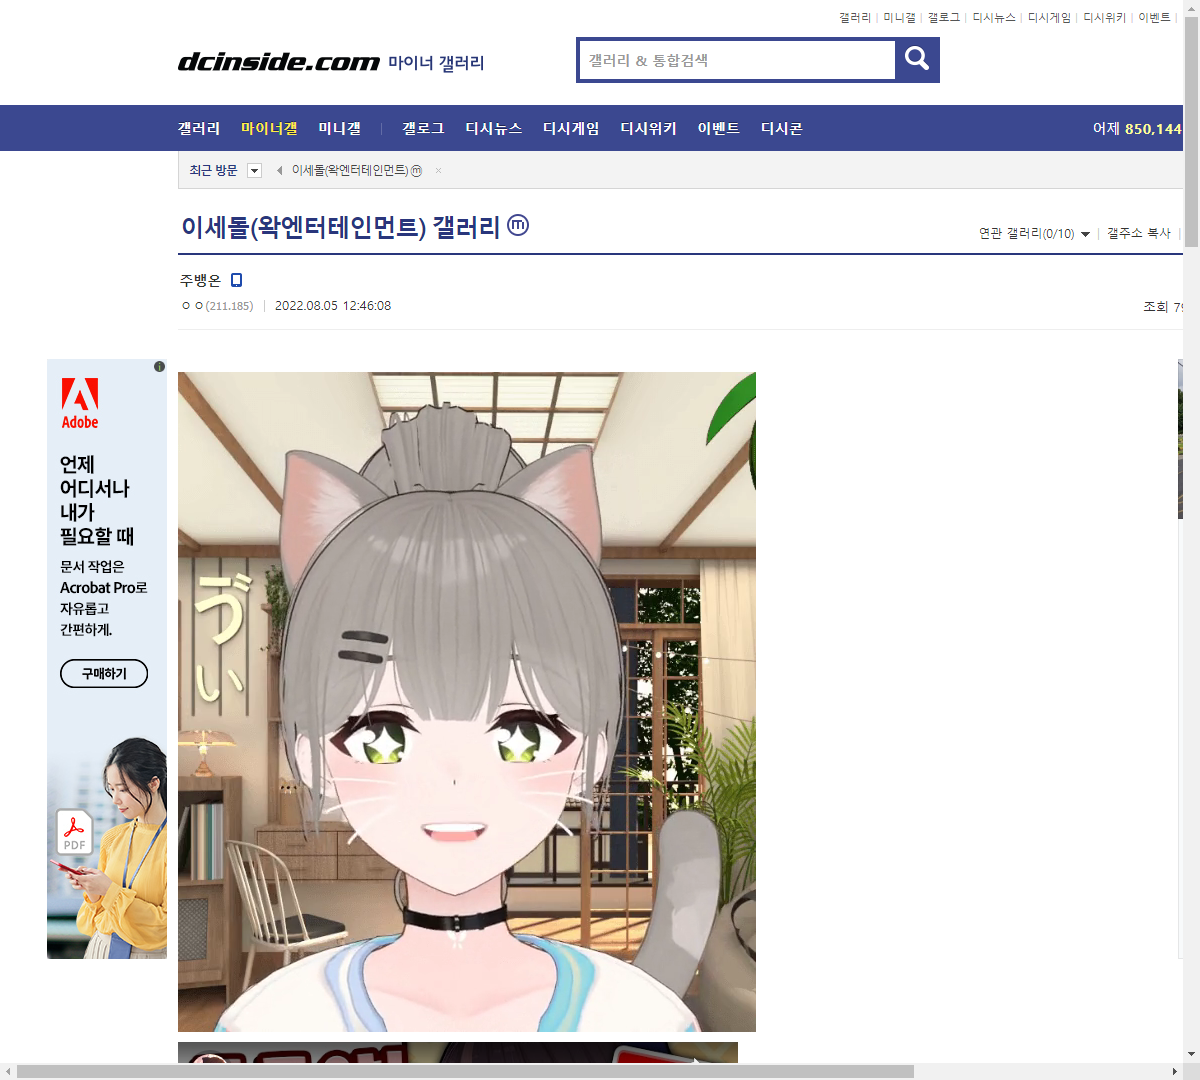 갤러리 | 미니갤 | 갤로그 | 디시뉴스 | 디시게임 | 디시위키 | 이벤트 |
dcinside.com 마이너 갤러리
갤러리 & 통합검색
갤러리 마이너갤 미니갤 | 갤로그 디시뉴스 디시게임 디시위키 이벤트 디시콘
어제 850,144
최근 방문
이세돌(왁엔터테인먼트) ⓜ ×
이세돌(왁엔터테인먼트) 갤러리 ⓜ
연관 갤러리(0/10) | 갤주소 복사 |
주뱅온
ㅇㅇ(211.185) | 2022.08.05 12:46:08
조회 79
Adobe
언제
어디서나
내가
필요할 때
문서 작업은
Acrobat Pro로
자유롭고
간편하게.
구매하기
PDF
づ
い